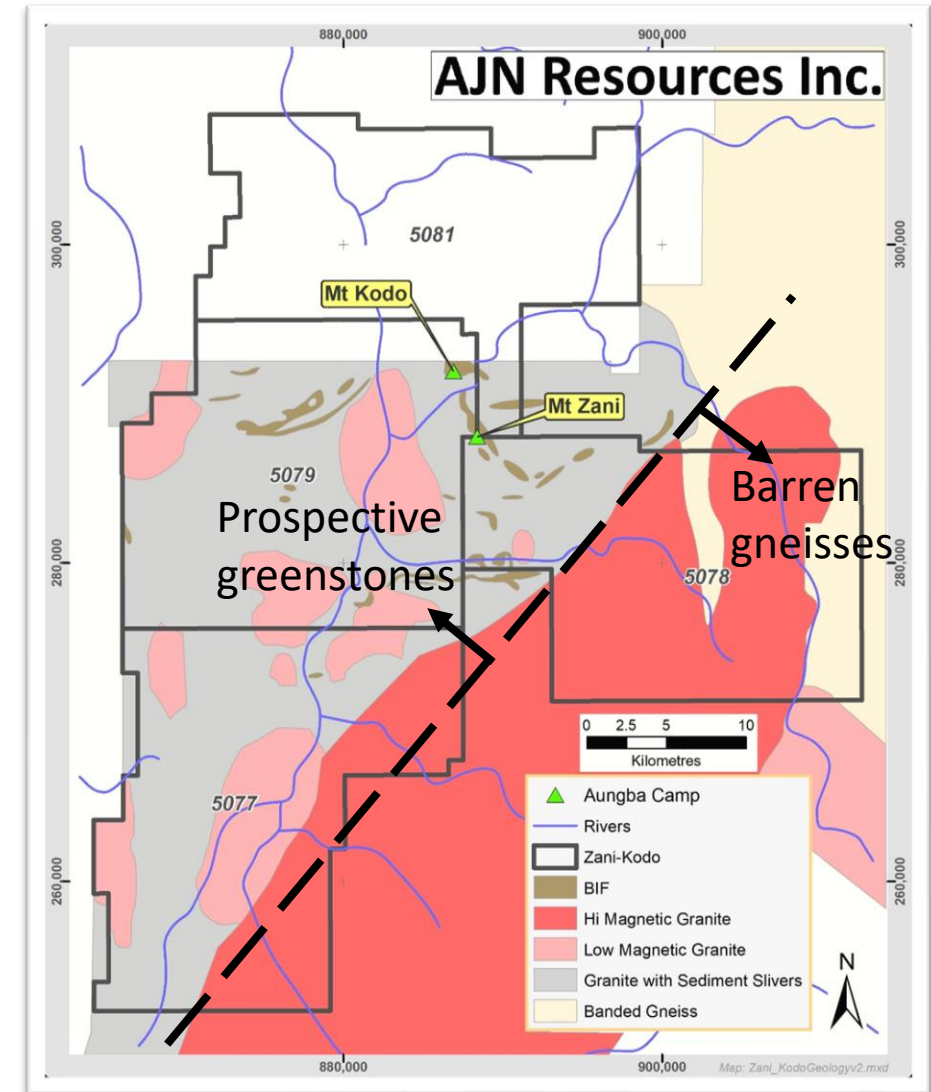 880,000
900,000
AJN Resources Inc.
300,000
300,000
5081
Mt Kodo
Mt Zani
5079
Prospective
greenstones
Barren
gneisses
280,000
280,000
5078
0 2.5 5 10
Kilometres
5077
Aungba Camp
Rivers
Zani-Kodo
BIF
Hi Magnetic Granite
Low Magnetic Granite
Granite with Sediment Slivers
Banded Gneiss
260,000
260,000
N
880,000
900,000
Map: Zani_KodoGeologyv2.mxd